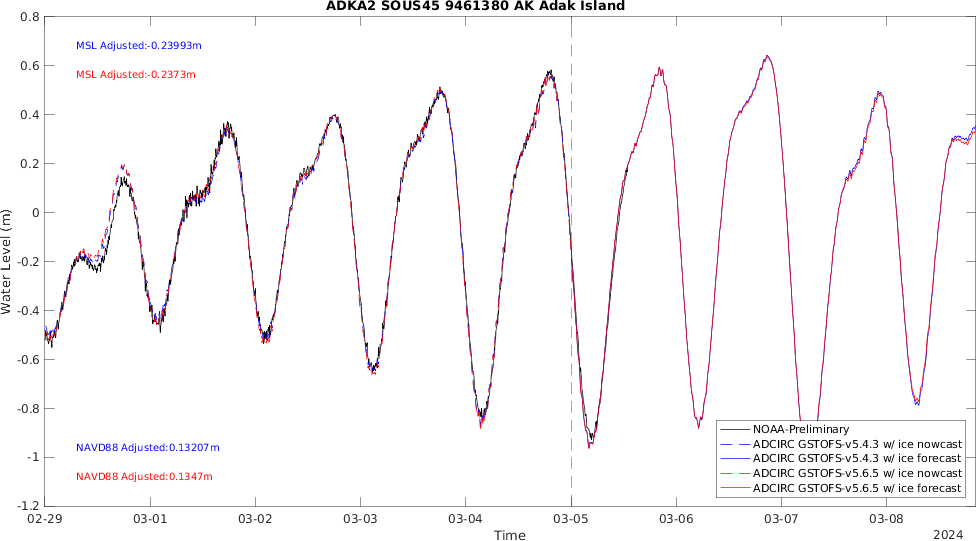 ADKA2 SOUS45 9461380 AK Adak Island
MSL Adjusted:-0.23993m
MSL Adjusted:-0.2373m
NAVD88 Adjusted:0.13207m
NAVD88 Adjusted:0.1347m
Water Level (m)
0.8
0.6
0.4
0.2
0
-0.2
-0.4
-0.6
-0.8
-1
-1.2
NOAA-Preliminary
ADCIRC GSTOFS-v5.4.3 w/ ice nowcast
ADCIRC GSTOFS-v5.4.3 w/ ice forecast
ADCIRC GSTOFS-v5.6.5 w/ ice nowcast
ADCIRC GSTOFS-v5.6.5 w/ ice forecast
02-29 03-01 03-02 03-03 03-04 03-05 03-06 03-07 03-08
Time
2024